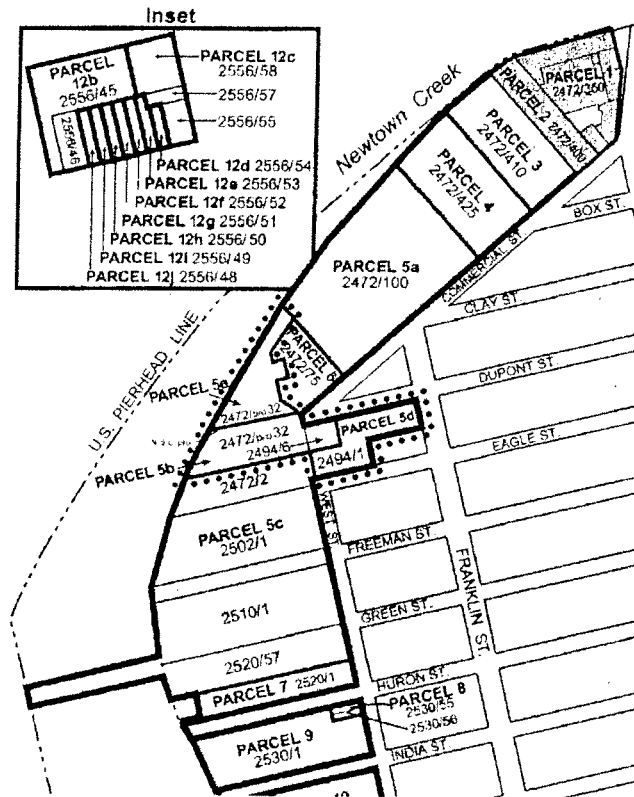 Inset
PARCEL
12b
2556/45
PARCEL 12c
2556/58
2556/57
2556/55
2556/46
PARCEL 12d 2556/54
PARCEL 12e 2556/53
PARCEL 12f 2556/52
PARCEL 12g 2556/51
PARCEL 12h 2556/50
PARCEL 12i 2556/49
PARCEL 12j 2556/48
Newtown Creek
PARCEL 1
2472/350
PARCEL 2 2472/400
PARCEL 3
2472/410
PARCEL 4
2472/425
PARCEL 5a
2472/100
PARCEL 6
2472/75
BOX ST.
COMMERCIAL ST.
CLAY ST.
DUPONT ST.
EAGLE ST.
U.S. PIERHEAD LINE
PARCEL 5e
2472/p/o 32
2472/p/o 32
2494/6
PARCEL 5d
2494/1
PARCEL 5b
2472/2
PARCEL 5c
2502/1
WEST ST.
FREEMAN ST.
FRANKLIN ST.
2510/1
GREEN ST.
2520/57
PARCEL 7 2520/1
HURON ST.
PARCEL 8
2530/55
2530/56
PARCEL 9
2530/1
INDIA ST.